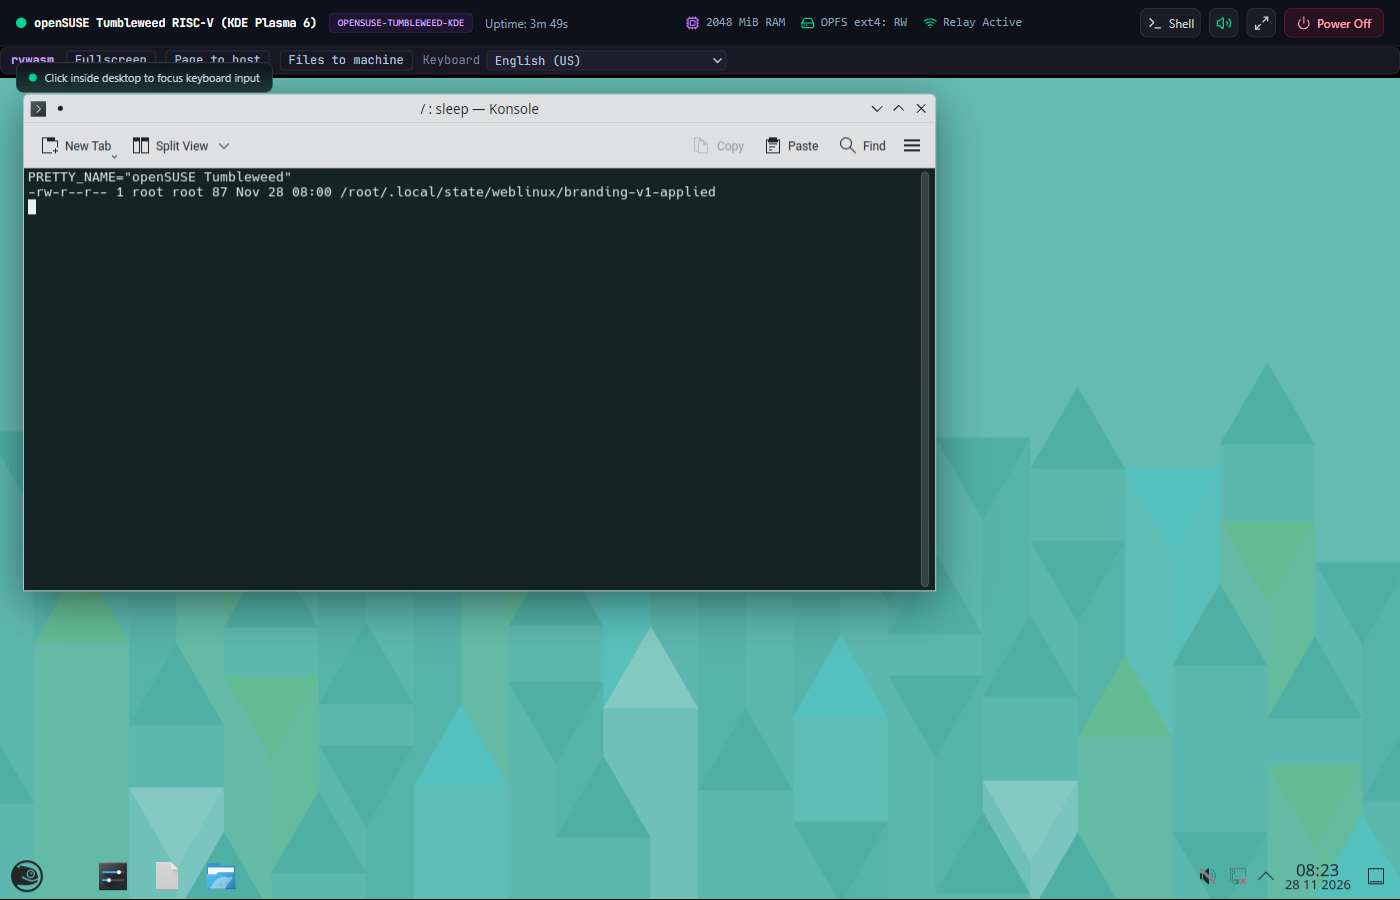 openSUSE Tumbleweed RISC-V (KDE Plasma 6)
OPENSUSE-TUMBLEWEED-KDE
Uptime: 3m 49s
2048 MiB RAM
OPFS ext4: RW
Relay Active
Shell
Power Off
rvwasm
Fullscreen
Page to host
Files to machine
Keyboard
English (US)
Click inside desktop to focus keyboard input
/ : sleep — Konsole
New Tab
Split View
Copy
Paste
Find
PRETTY_NAME="openSUSE Tumbleweed"
-rw-r--r-- 1 root root 87 Nov 28 08:00 /root/.local/state/weblinux/branding-v1-applied
08:23
28 11 2026